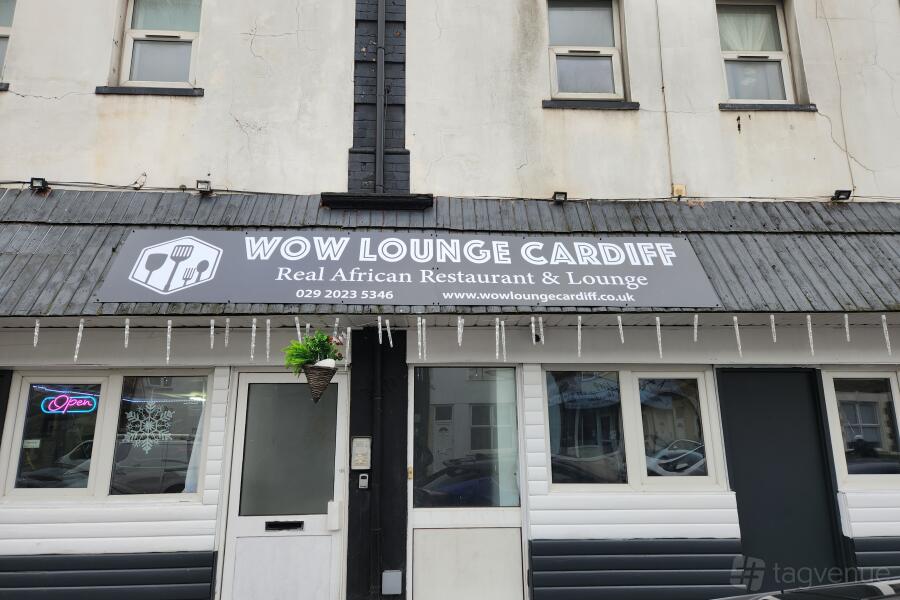 WOW LOUNGE CARDIFF
Real African Restaurant & Lounge
029 2023 5346 www.wowloungecardiff.co.uk
Open
tagvenue